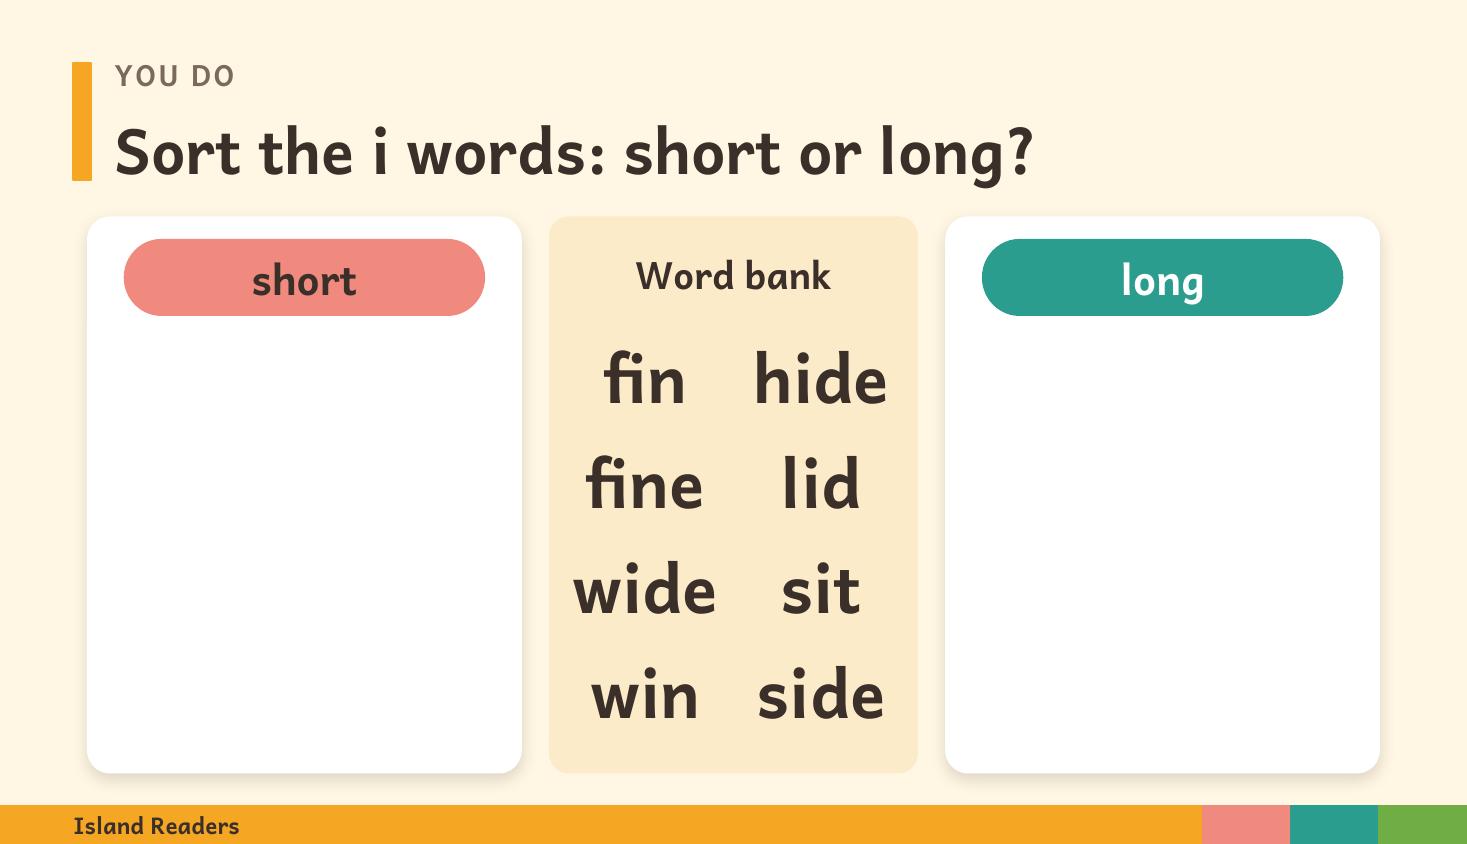 YOU DO
Sort the i words: short or long?
short
Word bank
fin hide
fine lid
wide sit
win side
long
Island Readers